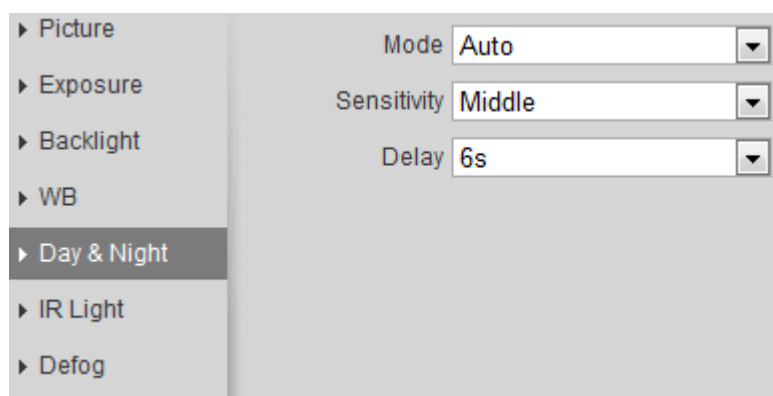 Picture
Exposure
Backlight
WB
Day & Night
IR Light
Defog
Mode Auto
Sensitivity Middle
Delay 6s